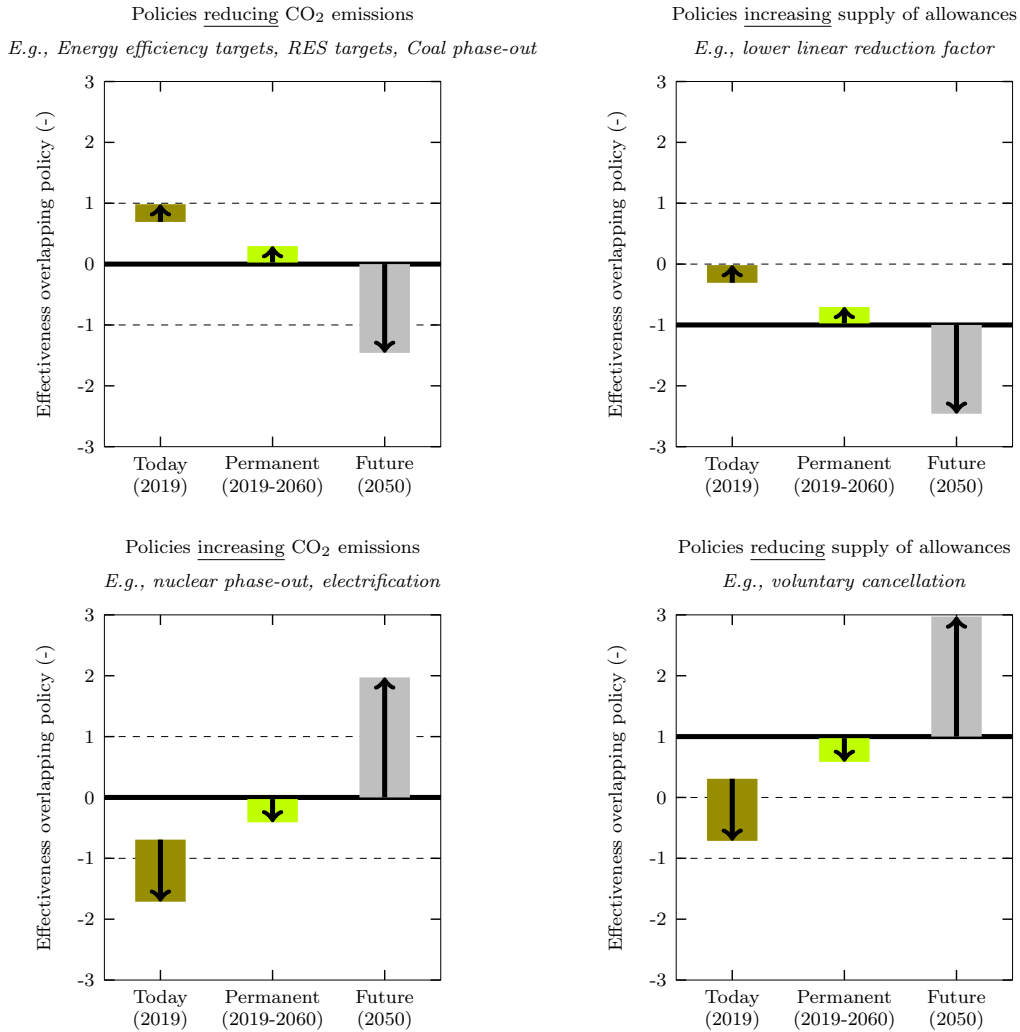 Policies reducing CO₂ emissions
E.g., Energy efficiency targets, RES targets, Coal phase-out
Effectiveness overlapping policy (-)
3
2
1
0
-1
-2
-3
Today
(2019)
Permanent
(2019-2060)
Future
(2050)
Policies increasing supply of allowances
E.g., lower linear reduction factor
Effectiveness overlapping policy (-)
3
2
1
0
-1
-2
-3
Today
(2019)
Permanent
(2019-2060)
Future
(2050)
Policies increasing CO₂ emissions
E.g., nuclear phase-out, electrification
Effectiveness overlapping policy (-)
3
2
1
0
-1
-2
-3
Today
(2019)
Permanent
(2019-2060)
Future
(2050)
Policies reducing supply of allowances
E.g., voluntary cancellation
Effectiveness overlapping policy (-)
3
2
1
0
-1
-2
-3
Today
(2019)
Permanent
(2019-2060)
Future
(2050)